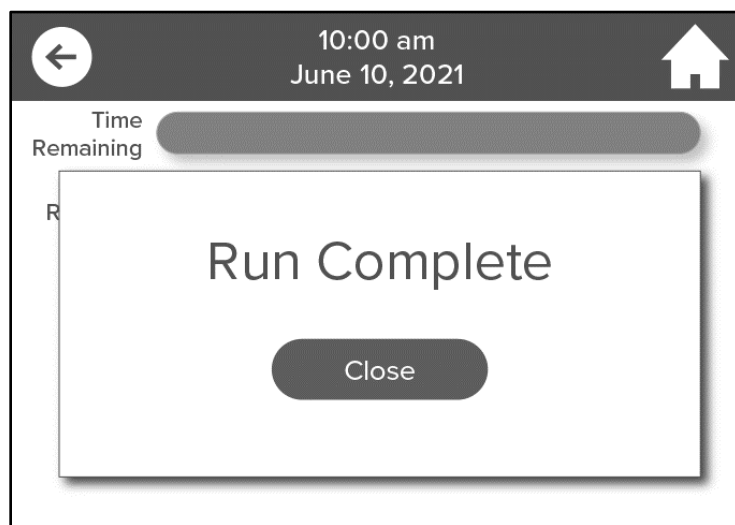 10:00 am
June 10, 2021
Time
Remaining
R
Run Complete
Close